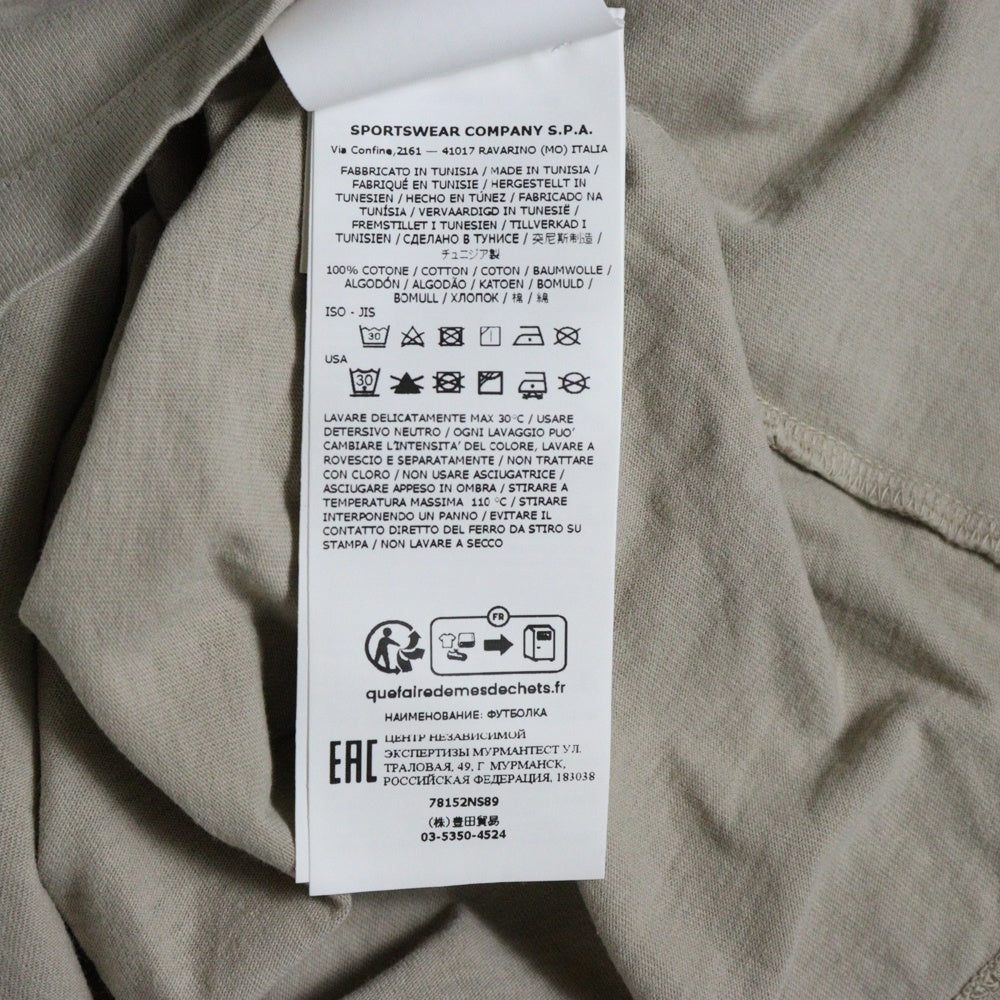 SPORTSWEAR COMPANY S.P.A.
Via Confine,2161 — 41017 RAVARINO (MO) ITALIA
FABBRICATO IN TUNISIA / MADE IN TUNISIA /
FABRIQUÉ EN TUNISIE / HERGESTELLT IN
TUNESIEN / HECHO EN TÚNEZ / FABRICADO NA
TUNÍSIA / VERVAARDIGD IN TUNESIË /
FREMSTILLET I TUNESIEN / TILLVERKAD I
TUNISIEN / СДЕЛАНО В ТУНИСЕ / 突尼斯制造 /
チュニジア製
100% COTONE / COTTON / COTON / BAUMWOLLE /
ALGODÓN / ALGODÃO / KATOEN / BOMULD /
BOMULL / ХЛОПОК / 棉 / 綿
ISO - JIS
30
USA
30
LAVARE DELICATAMENTE MAX 30°C / USARE
DETERSIVO NEUTRO / OGNI LAVAGGIO PUO'
CAMBIARE L'INTENSITA' DEL COLORE, LAVARE A
ROVESCIO E SEPARATAMENTE / NON TRATTARE
CON CLORO / NON USARE ASCIUGATRICE /
ASCIUGARE APPESO IN OMBRA / STIRARE A
TEMPERATURA MASSIMA 110 °C / STIRARE
INTERPONENDO UN PANNO / EVITARE IL
CONTATTO DIRETTO DEL FERRO DA STIRO SU
STAMPA / NON LAVARE A SECCO
FR
quefairedemesdechets.fr
НАИМЕНОВАНИЕ: ФУТБОЛКА
EAC
ЦЕНТР НЕЗАВИСИМОЙ
ЭКСПЕРТИЗЫ МУРМАНТЕСТ УЛ.
ТРАЛОВАЯ, 49, Г МУРМАНСК,
РОССИЙСКАЯ ФЕДЕРАЦИЯ, 183038
78152NS89
(株)豊田貿易
03-5350-4524